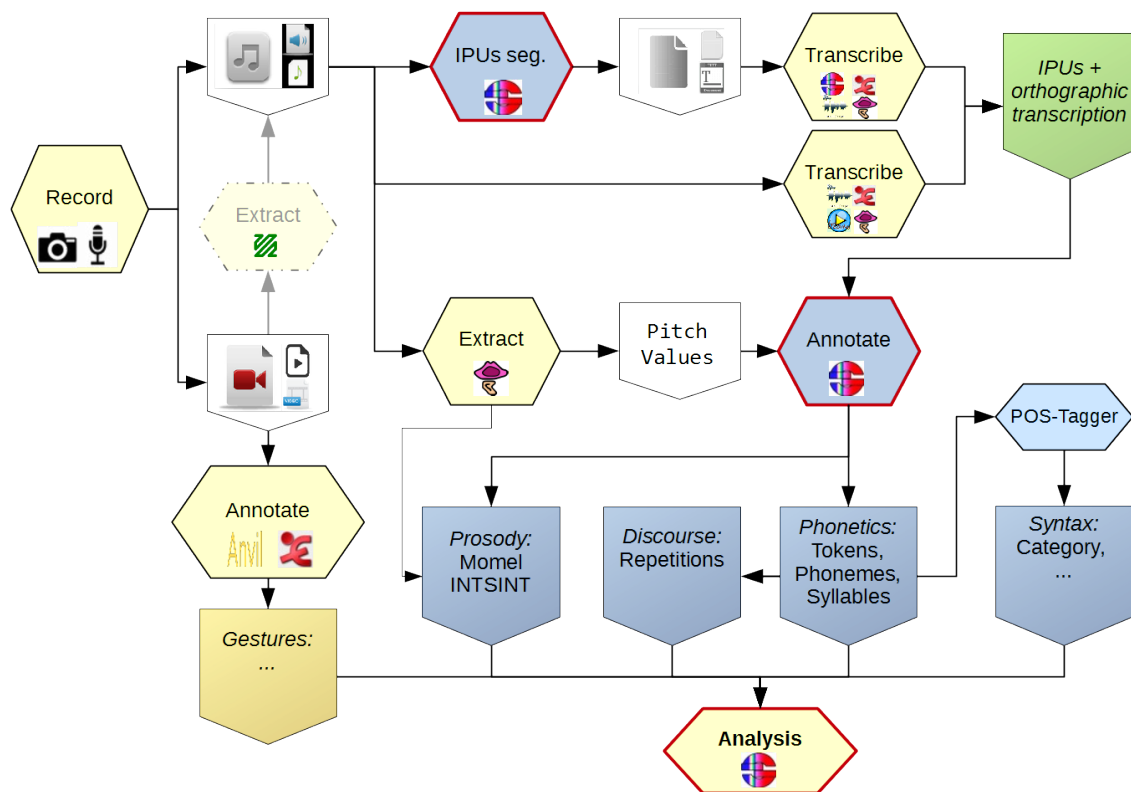 IPUs seg.
Transcribe
IPUs +
orthographic
transcription
Record
Transcribe
Extract
Extract
Pitch
Values
Annotate
POS-Tagger
Annotate
Anvil
Prosody:
Momel
INTSINT
Discourse:
Repetitions
Phonetics:
Tokens,
Phonemes,
Syllables
Syntax:
Category,
...
Gestures:
...
Analysis